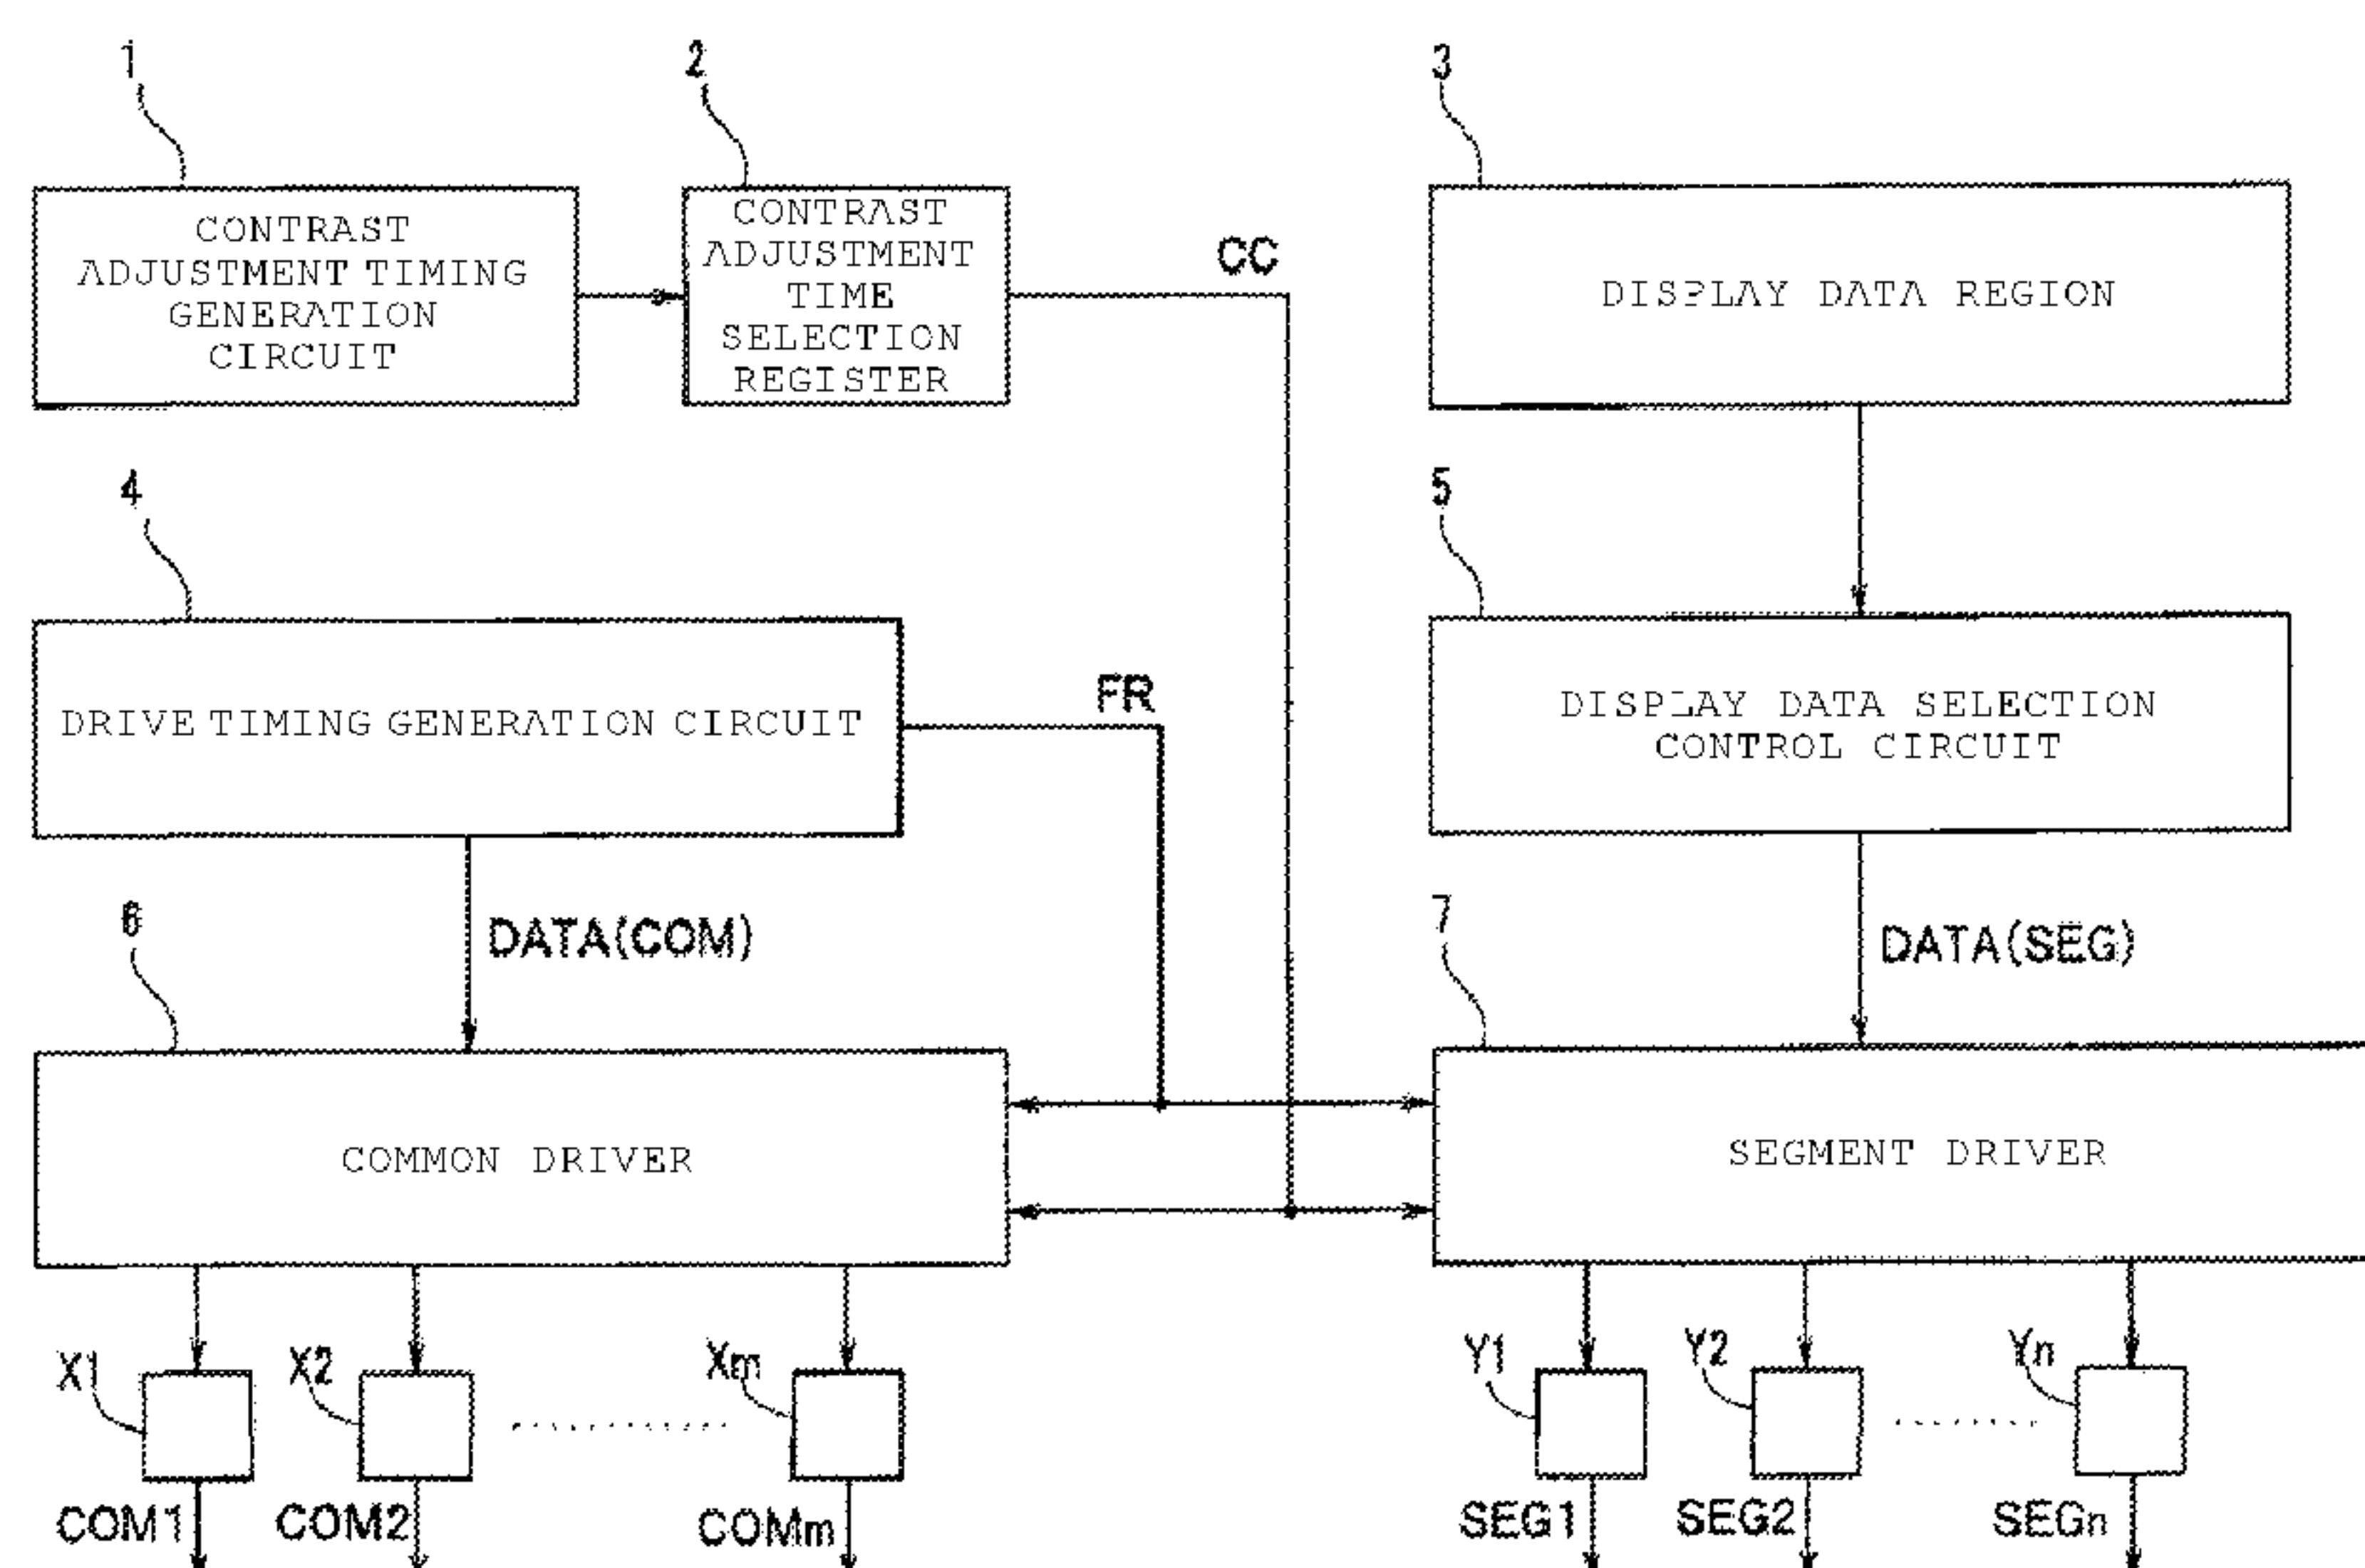 1
2
3
CONTRAST
ADJUSTMENT TIMING
GENERATION
CIRCUIT
CONTRAST
ADJUSTMENT
TIME
SELECTION
REGISTER
CC
DISPLAY DATA REGION
4
5
DRIVE TIMING GENERATION CIRCUIT
FR
DISPLAY DATA SELECTION
CONTROL CIRCUIT
6
DATA(COM)
7
DATA(SEG)
COMMON DRIVER
SEGMENT DRIVER
X1
X2
Xm
Y1
Y2
Yn
COM1
COM2
COMm
SEG1
SEG2
SEGn